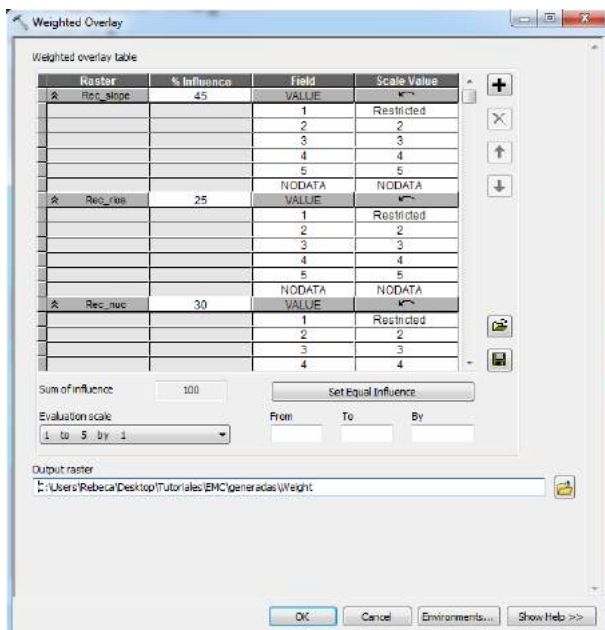 Weighted Overlay
Weighted overlay table
Raster % Influence Field Scale Value
Rec_slope 45 VALUE
1 Restricted
2 2
3 3
4 4
5 5
NODATA NODATA
25 VALUE
1 Restricted
2 2
3 3
4 4
5 5
NODATA NODATA
Rec_nuc 30 VALUE
1 Restricted
2 2
3 3
4 4
Sum of influence 100 Set Equal Influence
Evaluation scale From To By
1 to 5 by 1
Output raster
C:\Users\Rebeca\Desktop\Tutoriales\EMC\generadas\Weight
OK Cancel Environments... Show Help >>